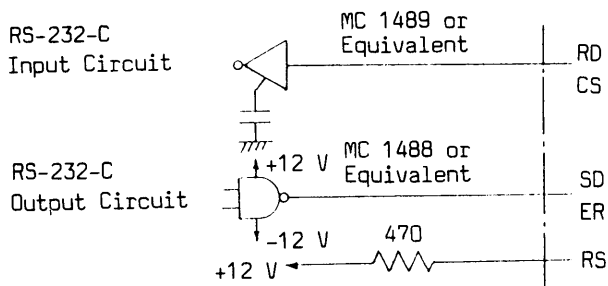 RS-232-C
Input Circuit
MC 1489 or
Equivalent
RD
CS
RS-232-C
Output Circuit
+12 V
MC 1488 or
Equivalent
SD
ER
-12 V
+12 V
470
RS